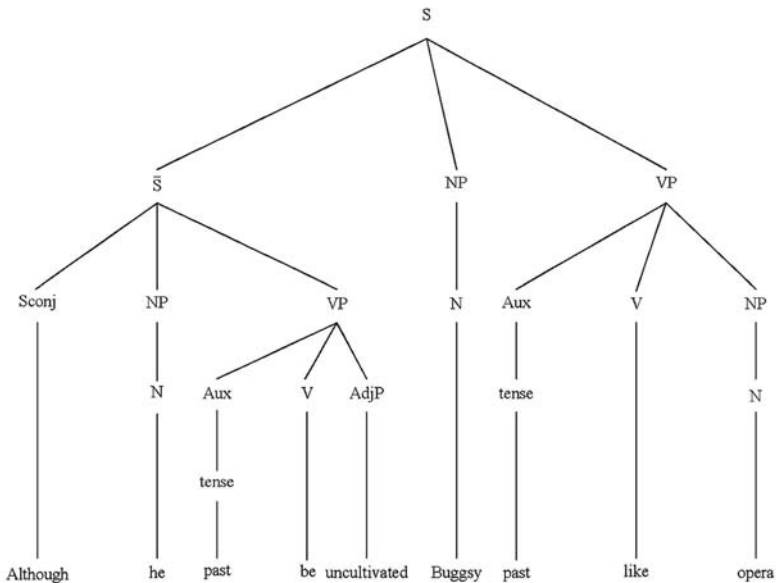 S
S̄ NP VP
Sconj NP VP N Aux V NP
N Aux V AdjP tense N
tense
Although he past be uncultivated Buggsy past like opera